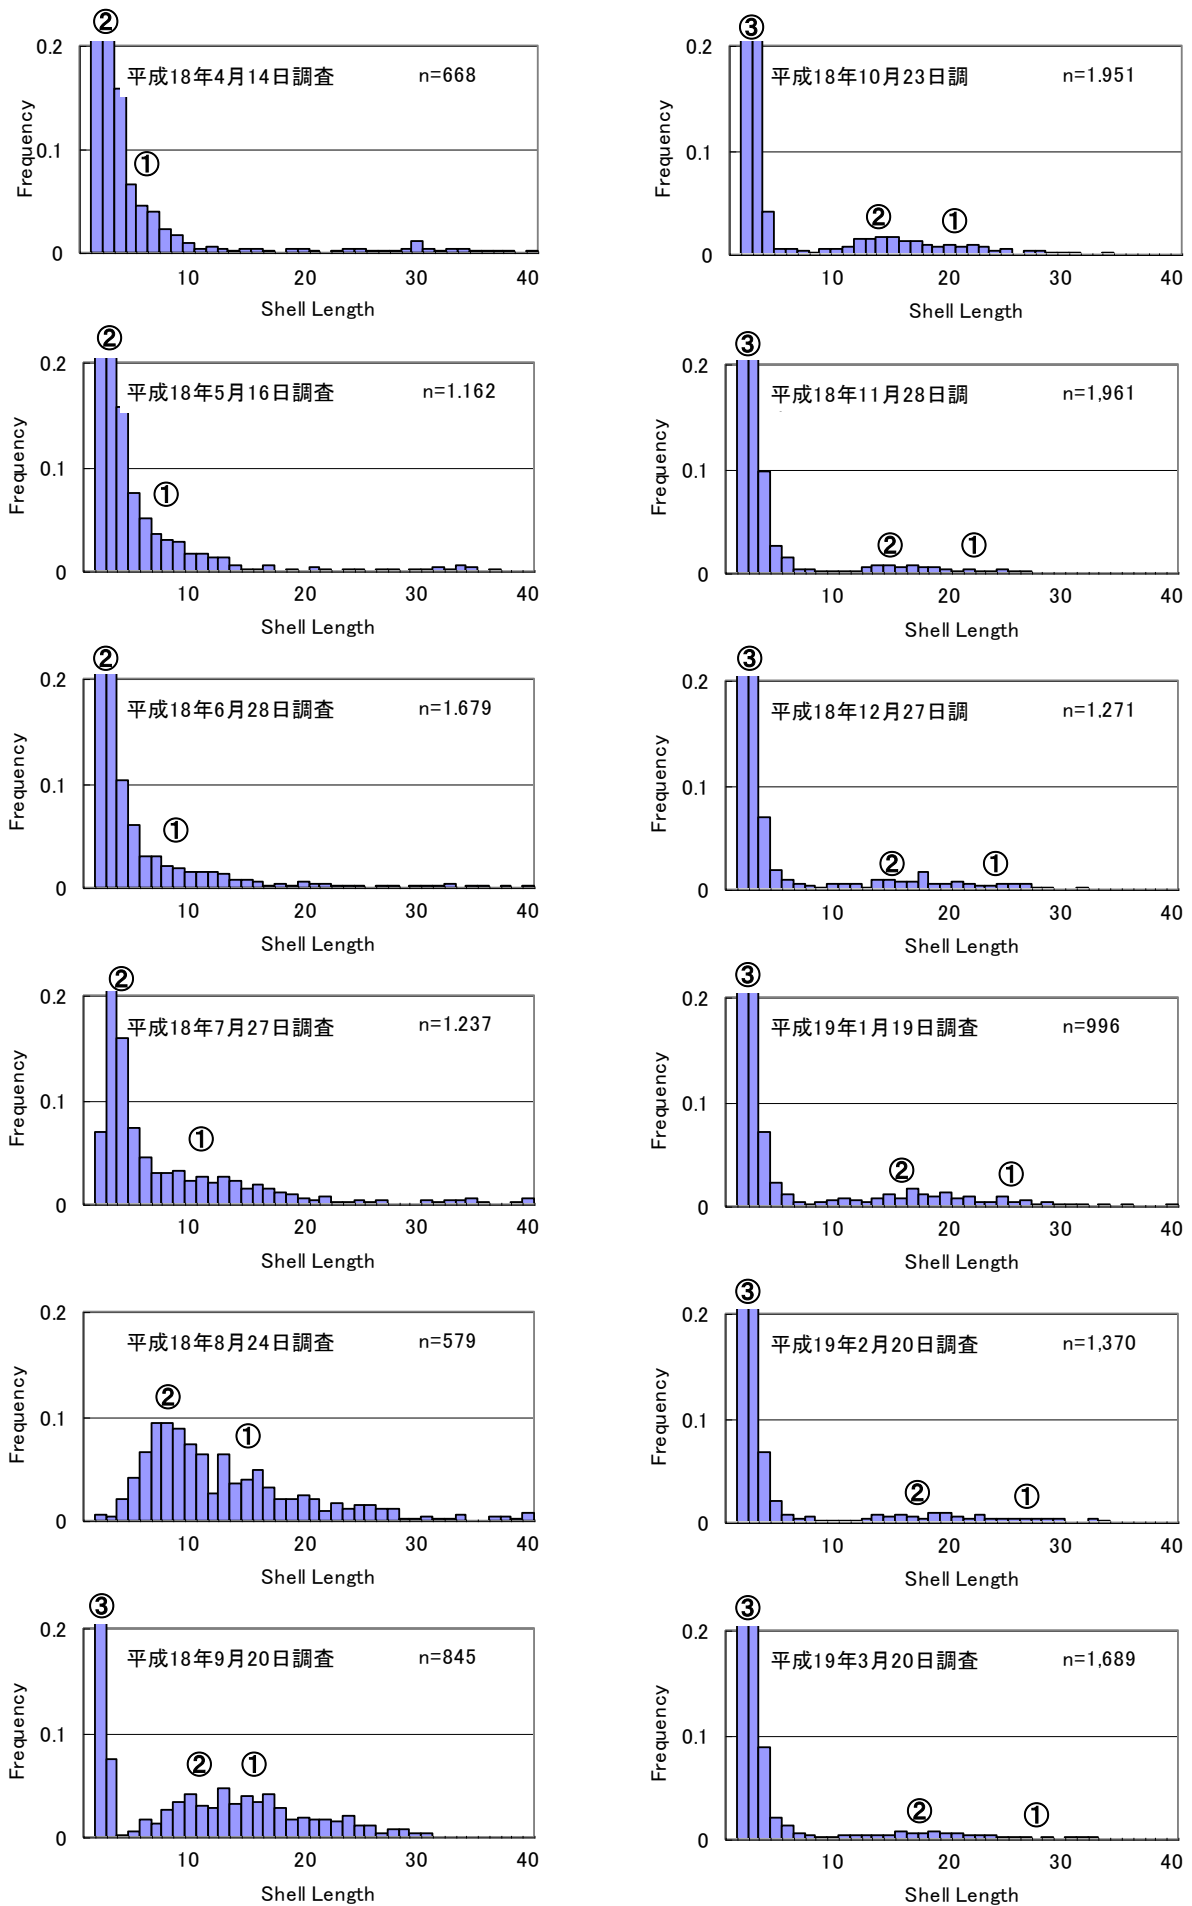 ②
0.2
平成18年4月14日調査 n=668
0.1
①
0
Frequency
10 20 30 40
Shell Length
②
0.2
平成18年5月16日調査 n=1.162
0.1
①
0
Frequency
10 20 30 40
Shell Length
②
0.2
平成18年6月28日調査 n=1.679
0.1
①
0
Frequency
10 20 30 40
Shell Length
②
0.2
平成18年7月27日調査 n=1.237
0.1
①
0
Frequency
10 20 30 40
Shell Length
0.2
平成18年8月24日調査 n=579
②
0.1
①
0
Frequency
10 20 30 40
Shell Length
③
0.2
平成18年9月20日調査 n=845
0.1
② ①
0
Frequency
10 20 30 40
Shell Length
③
0.2
平成18年10月23日調 n=1.951
0.1
② ①
0
Frequency
10 20 30 40
Shell Length
③
0.2
平成18年11月28日調 n=1,961
0.1
② ①
0
Frequency
10 20 30 40
Shell Length
③
0.2
平成18年12月27日調 n=1,271
0.1
② ①
0
Frequency
10 20 30 40
Shell Length
③
0.2
平成19年1月19日調査 n=996
0.1
② ①
0
Frequency
10 20 30 40
Shell Length
③
0.2
平成19年2月20日調査 n=1,370
0.1
② ①
0
Frequency
10 20 30 40
Shell Length
③
0.2
平成19年3月20日調査 n=1,689
0.1
② ①
0
Frequency
10 20 30 40
Shell Length